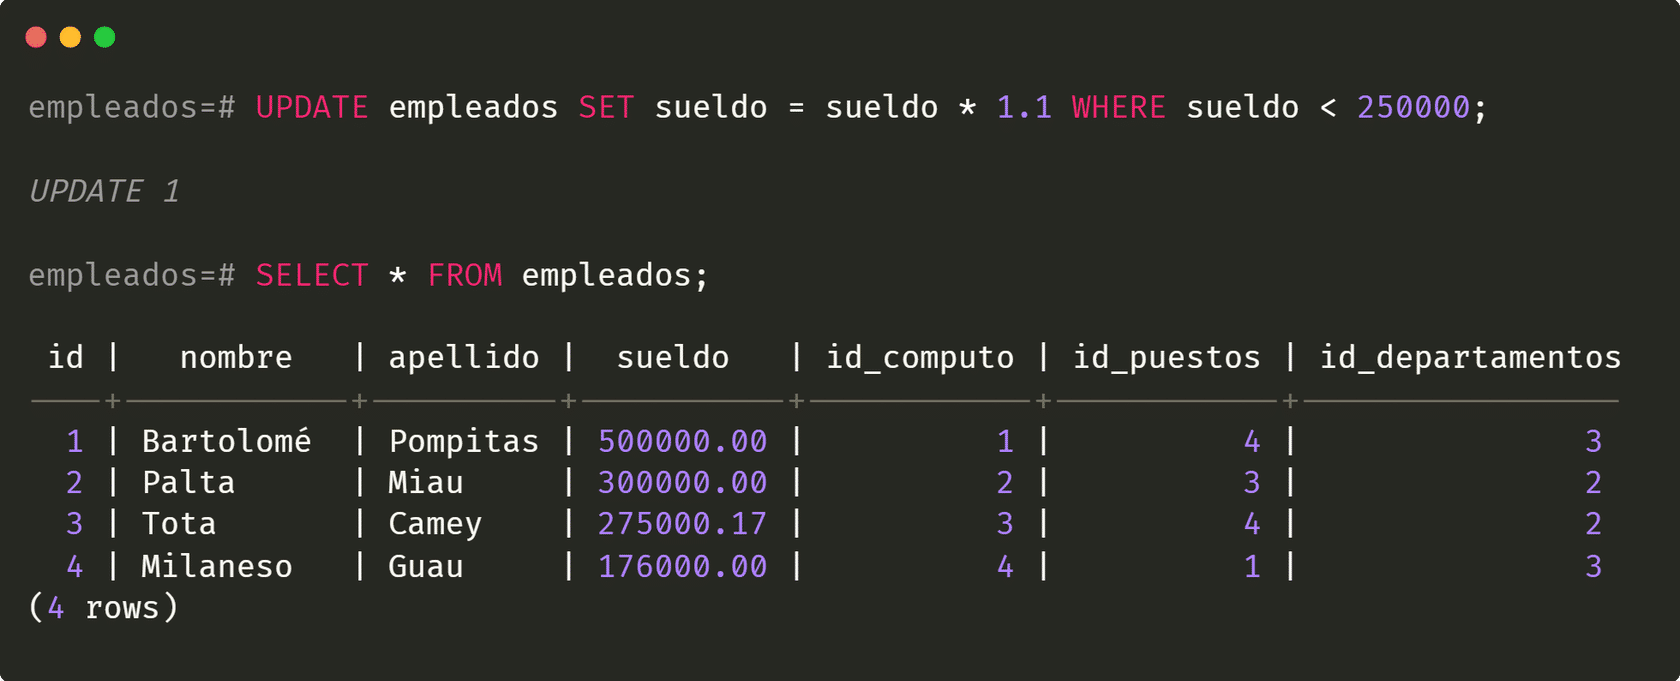 empleados=# UPDATE empleados SET sueldo = sueldo * 1.1 WHERE sueldo < 250000;
UPDATE 1
empleados=# SELECT * FROM empleados;
 id |   nombre   | apellido |  sueldo   | id_computo | id_puestos | id_departamentos
----+------------+----------+-----------+------------+------------+-----------------
  1 | Bartolomé  | Pompitas | 500000.00 |          1 |          4 |                3
  2 | Palta      | Miau     | 300000.00 |          2 |          3 |                2
  3 | Tota       | Camey    | 275000.17 |          3 |          4 |                2
  4 | Milaneso   | Guau     | 176000.00 |          4 |          1 |                3
(4 rows)